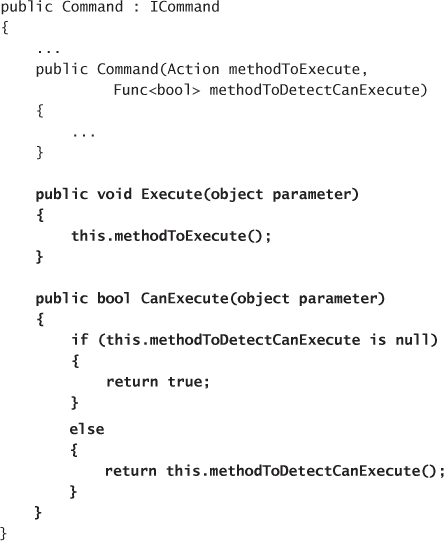 public Command : ICommand
{
    ...
    public Command(Action methodToExecute,
             Func<bool> methodToDetectCanExecute)
    {
        ...
    }
    public void Execute(object parameter)
    {
        this.methodToExecute();
    }
    public bool CanExecute(object parameter)
    {
        if (this.methodToDetectCanExecute is null)
        {
            return true;
        }
        else
        {
            return this.methodToDetectCanExecute();
        }
    }
}